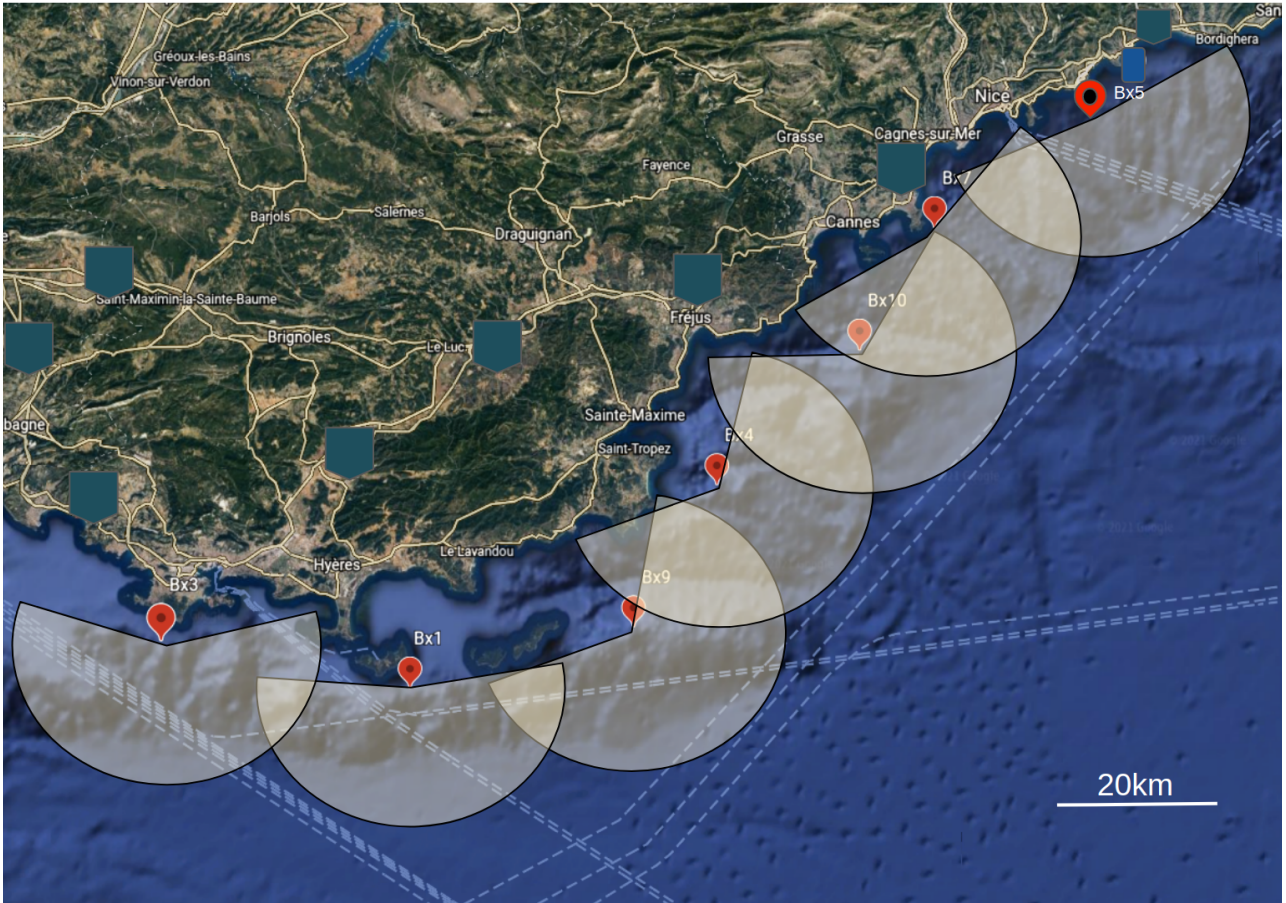 San
Bordighera
Gréoux-les-Bains
Vinon-sur-Verdon
Bx5
Nice
Grasse
Cagnes-sur-Mer
Fayence
Bx7
Barjols
Salernes
Cannes
Draguignan
Saint-Maximin-la-Sainte-Baume
Bx10
Fréjus
Brignoles
Le Luc
Sainte-Maxime
bagne
Bx4
Saint-Tropez
Le Lavandou
Hyères
Bx3
Bx9
Bx1
20km